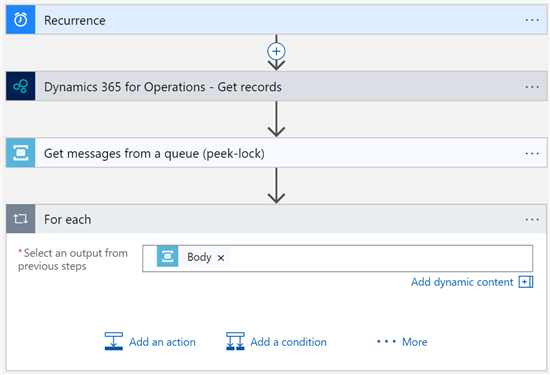 Recurrence
Dynamics 365 for Operations - Get records
Get messages from a queue (peek-lock)
For each
*Select an output from
previous steps
Body ×
Add dynamic content
Add an action
Add a condition
More